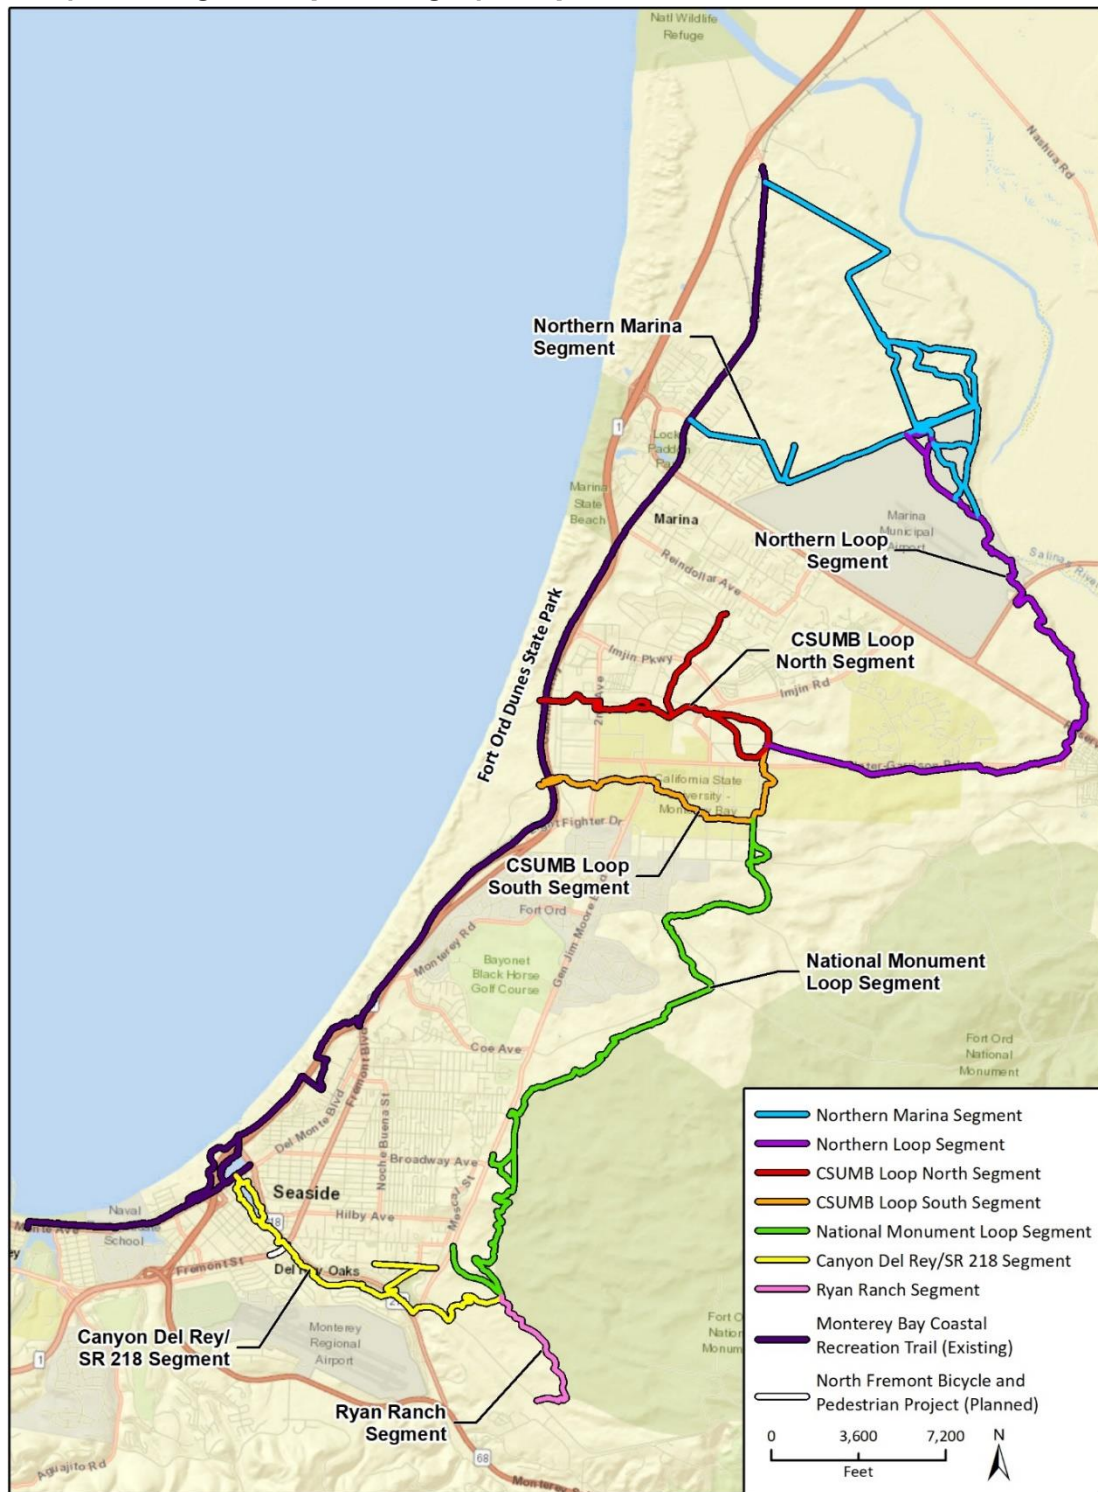 Natl Wildlife
Refuge
Nashua Rd
Northern Marina
Segment
1
Marina
State
Beach
Marina
Marina
Municipal
Airport
Northern Loop
Segment
Salinas River
Reindollar Ave
Fort Ord Dunes State Park
Imjin Pkwy
CSUMB Loop
North Segment
Imjin Rd
2nd Ave
California State
University -
Monterey Bay
Fighter Dr
CSUMB Loop
South Segment
Fort Ord
Gen Jim Moore
Monterey Rd
Bayonet
Black Horse
Golf Course
National Monument
Loop Segment
Fort Ord
National
Monument
Coe Ave
Fremont Blvd
Del Monte Blvd
Noche Buena St
Broadway Ave
Seaside
Hilby Ave
Naval
School
Fremont St
Del Rey Oaks
Monterey
Regional
Airport
Canyon Del Rey/
SR 218 Segment
1
Ryan Ranch
Segment
68
Aguajito Rd
Northern Marina Segment
Northern Loop Segment
CSUMB Loop North Segment
CSUMB Loop South Segment
National Monument Loop Segment
Canyon Del Rey/SR 218 Segment
Ryan Ranch Segment
Monterey Bay Coastal
Recreation Trail (Existing)
North Fremont Bicycle and
Pedestrian Project (Planned)
0 3,600 7,200
Feet
N